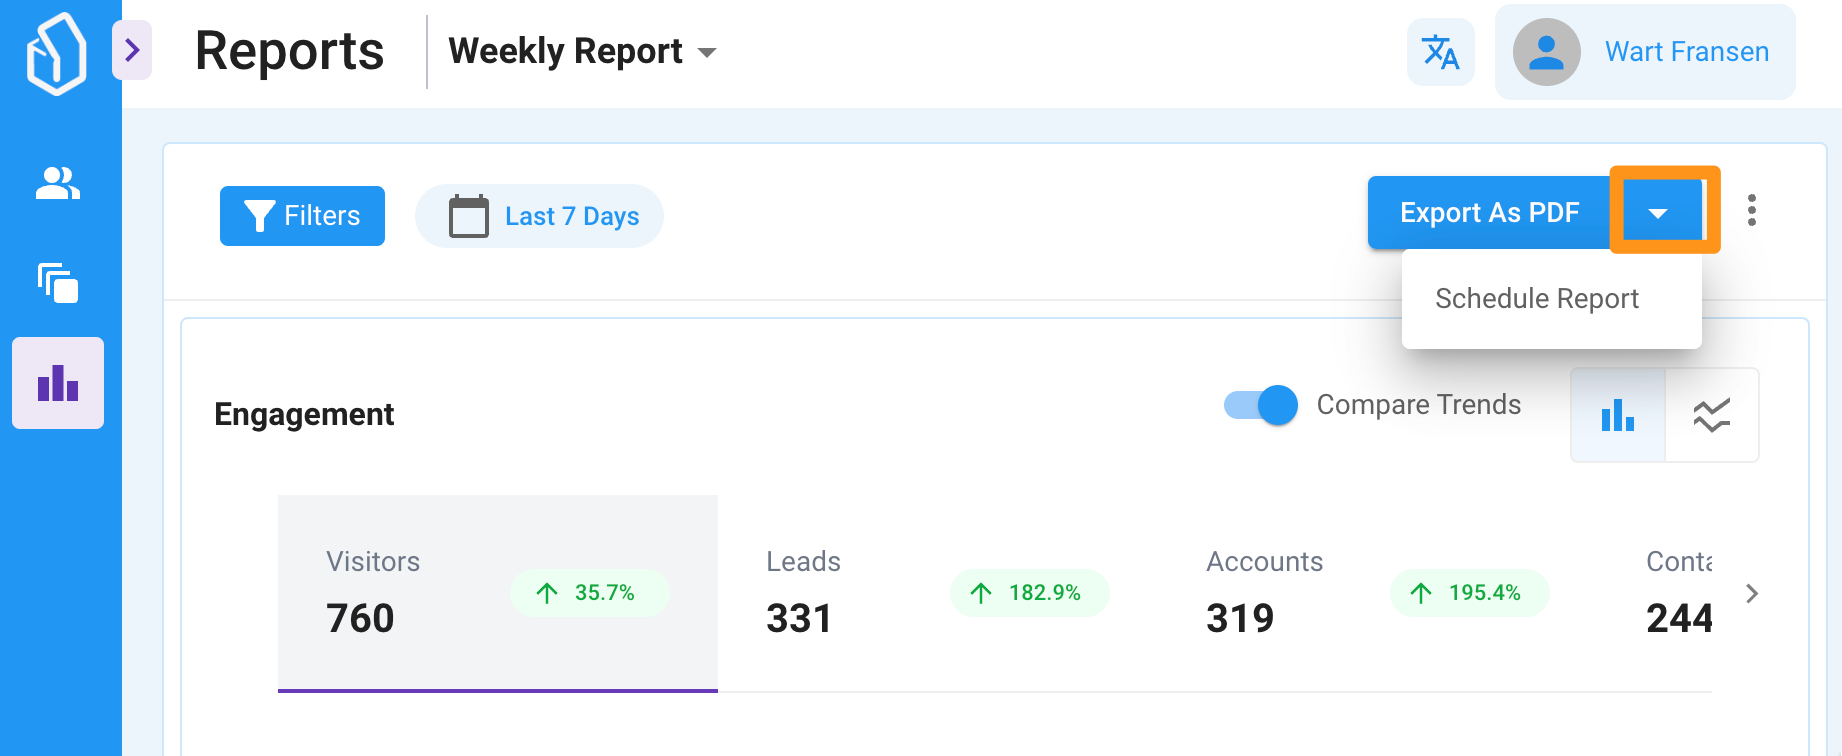 Reports
Weekly Report
Wart Fransen
Filters
Last 7 Days
Export As PDF
Schedule Report
Engagement
Compare Trends
Visitors
760
35.7%
Leads
331
182.9%
Accounts
319
195.4%
Conta
244